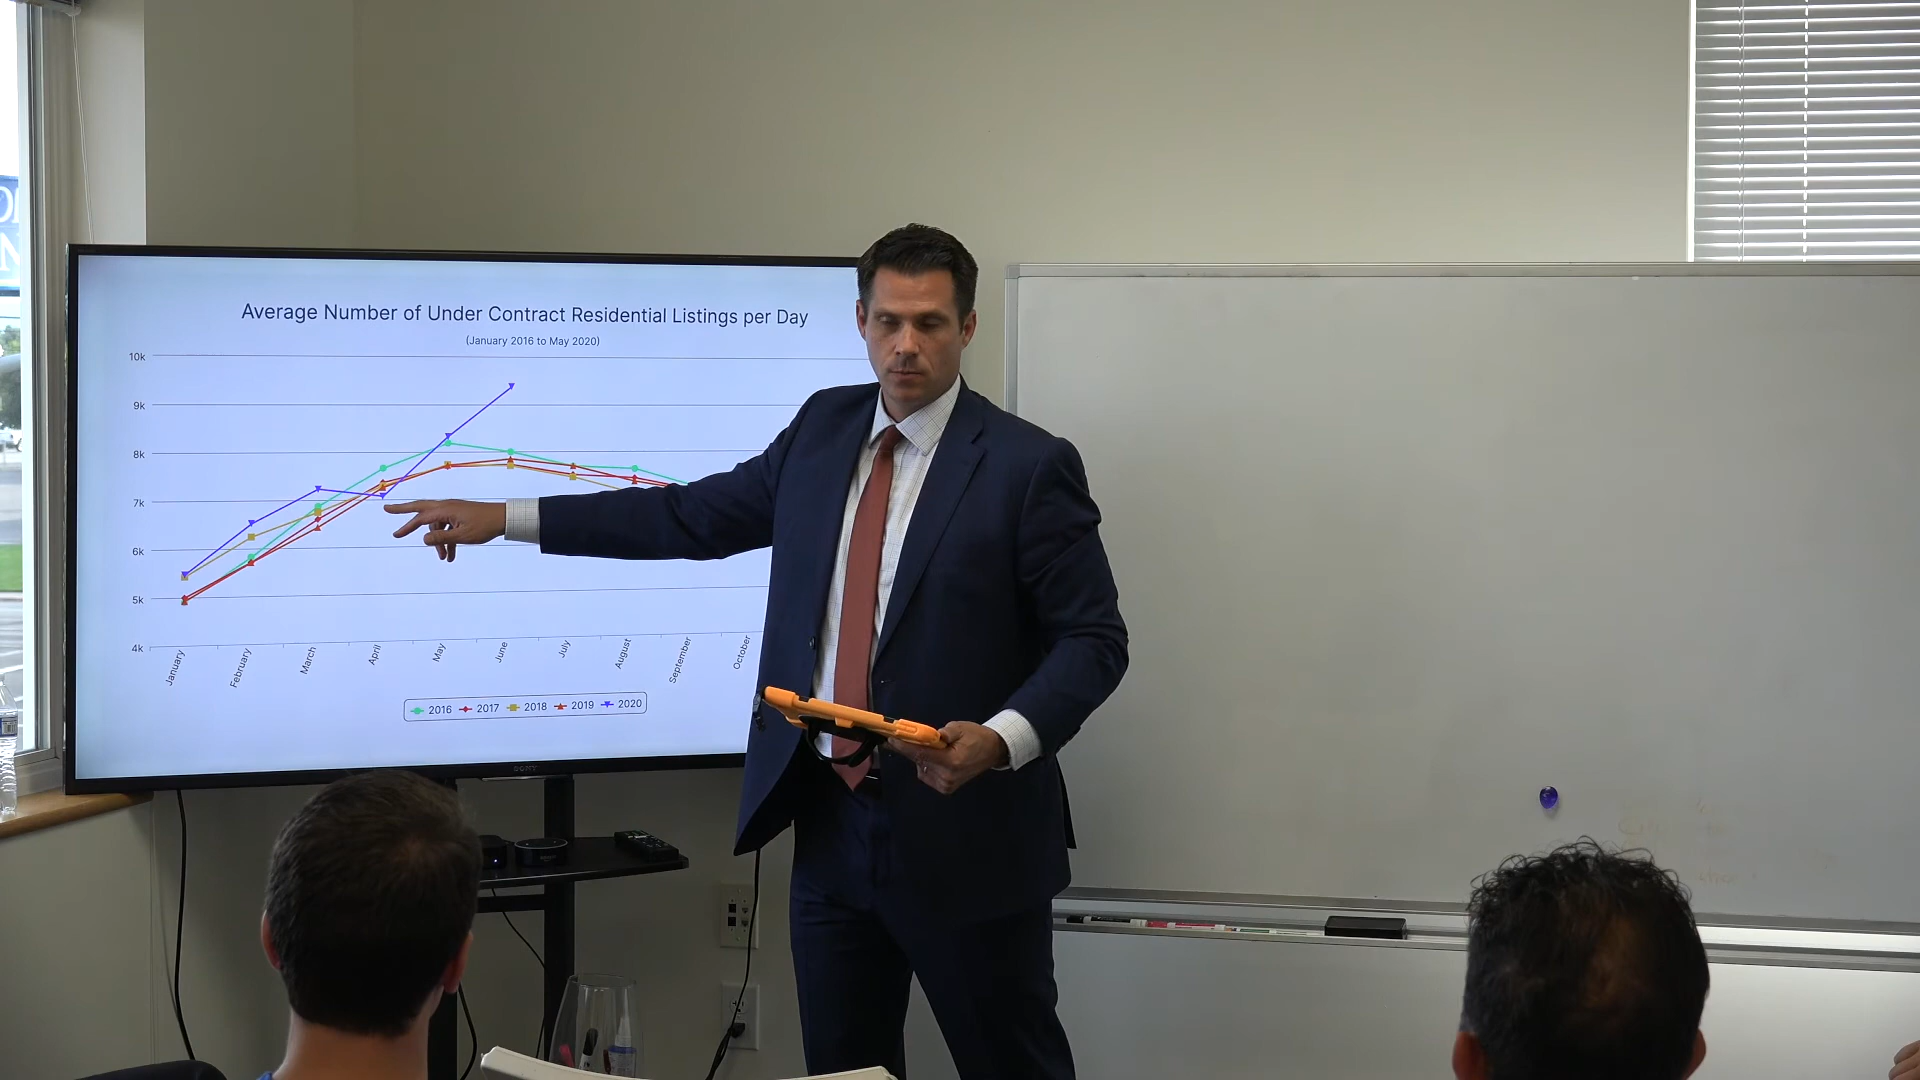 Average Number of Under Contract Residential Listings per Day
(January 2016 to May 2020)
10k
9k
8k
7k
6k
5k
4k
January
February
March
April
May
June
July
August
September
October
2016
2017
2018
2019
2020
SONY